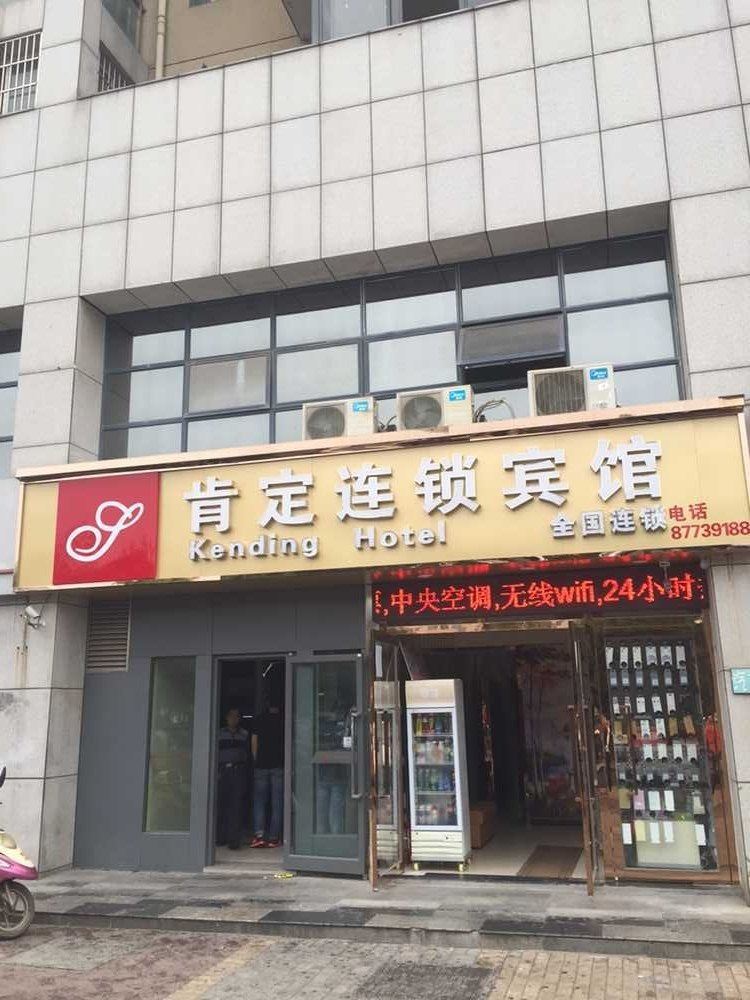 肯定连锁宾馆
Kending Hotel
全国连锁
电话
87739188
,中央空调,无线wifi,24小时
Midea